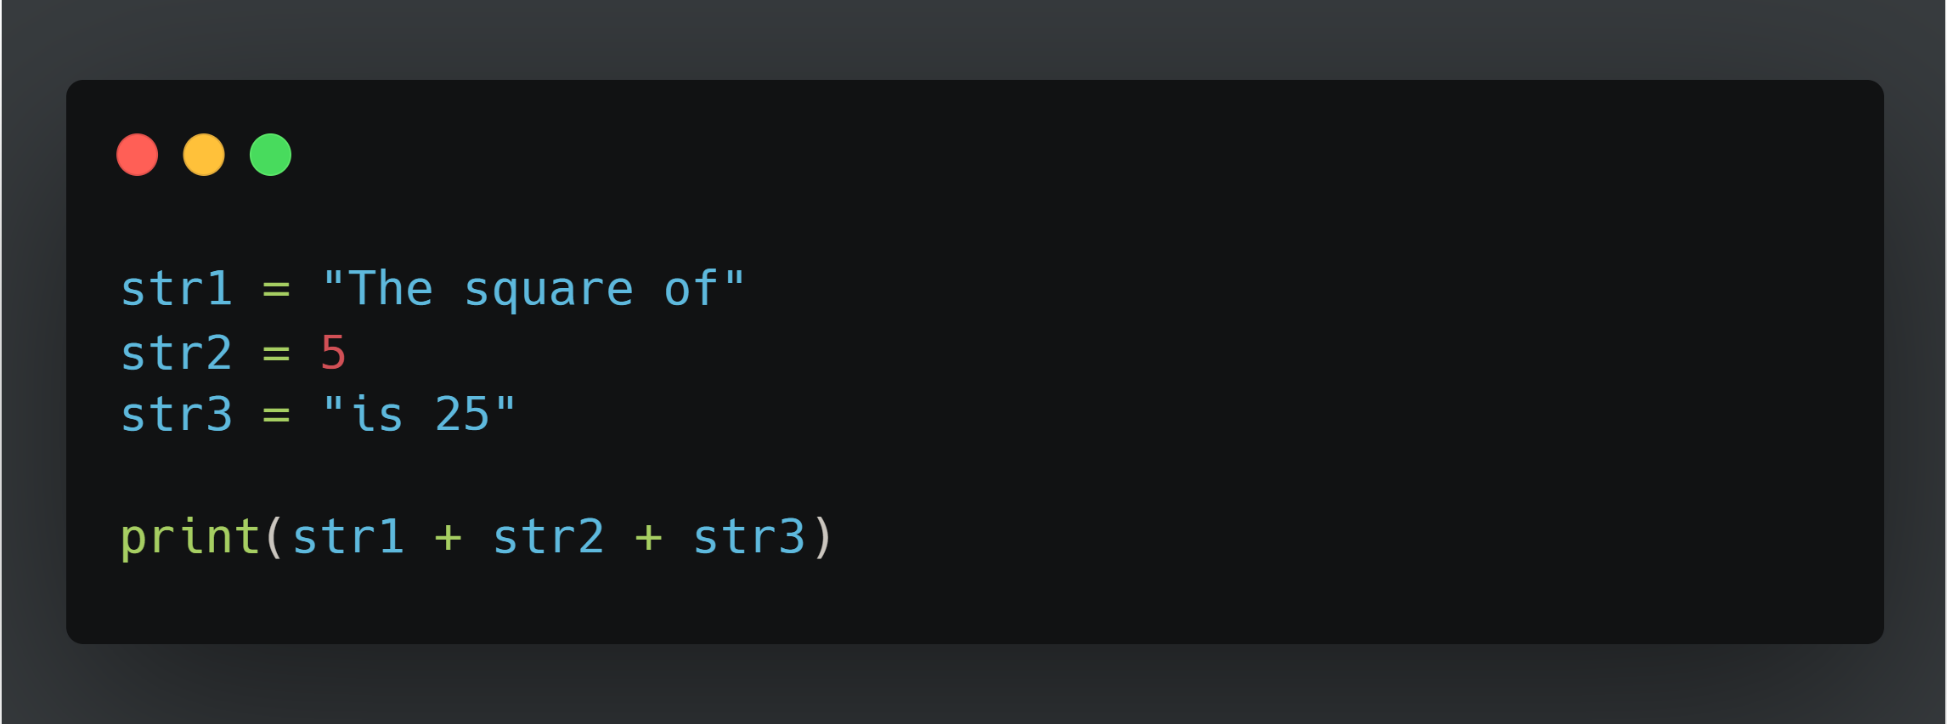 str1 = "The square of"
str2 = 5
str3 = "is 25"
print(str1 + str2 + str3)